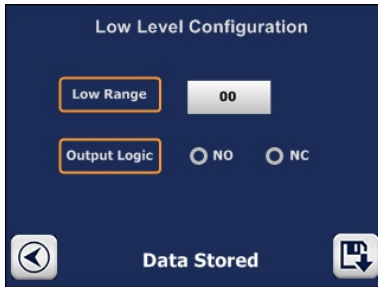 Low Level Configuration
Low Range 00
Output Logic NO NC
Data Stored